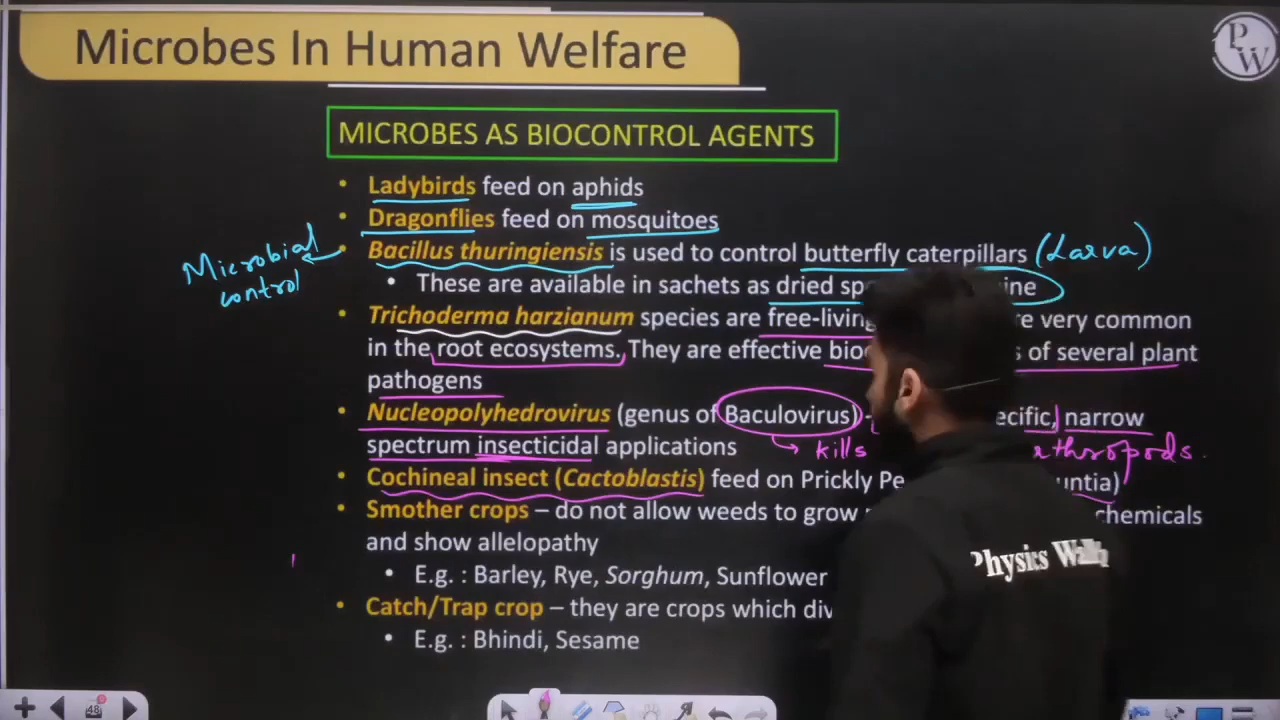 Microbes In Human Welfare
PW
MICROBES AS BIOCONTROL AGENTS
• Ladybirds feed on aphids
• Dragonflies feed on mosquitoes
• Bacillus thuringiensis is used to control butterfly caterpillars (Larva)
Microbial
control
• These are available in sachets as dried
• Trichoderma harzianum species are free-living very common
in the root ecosystems. They are effective of several plant
pathogens
• Nucleopolyhedrovirus (genus of Baculovirus) narrow
spectrum insecticidal applications
kills
• Cochineal insect (Cactoblastis) feed on Prickly
• Smother crops – do not allow weeds to grow chemicals
and show allelopathy
• E.g. : Barley, Rye, Sorghum, Sunflower
Physics
• Catch/Trap crop – they are crops which
• E.g. : Bhindi, Sesame
48